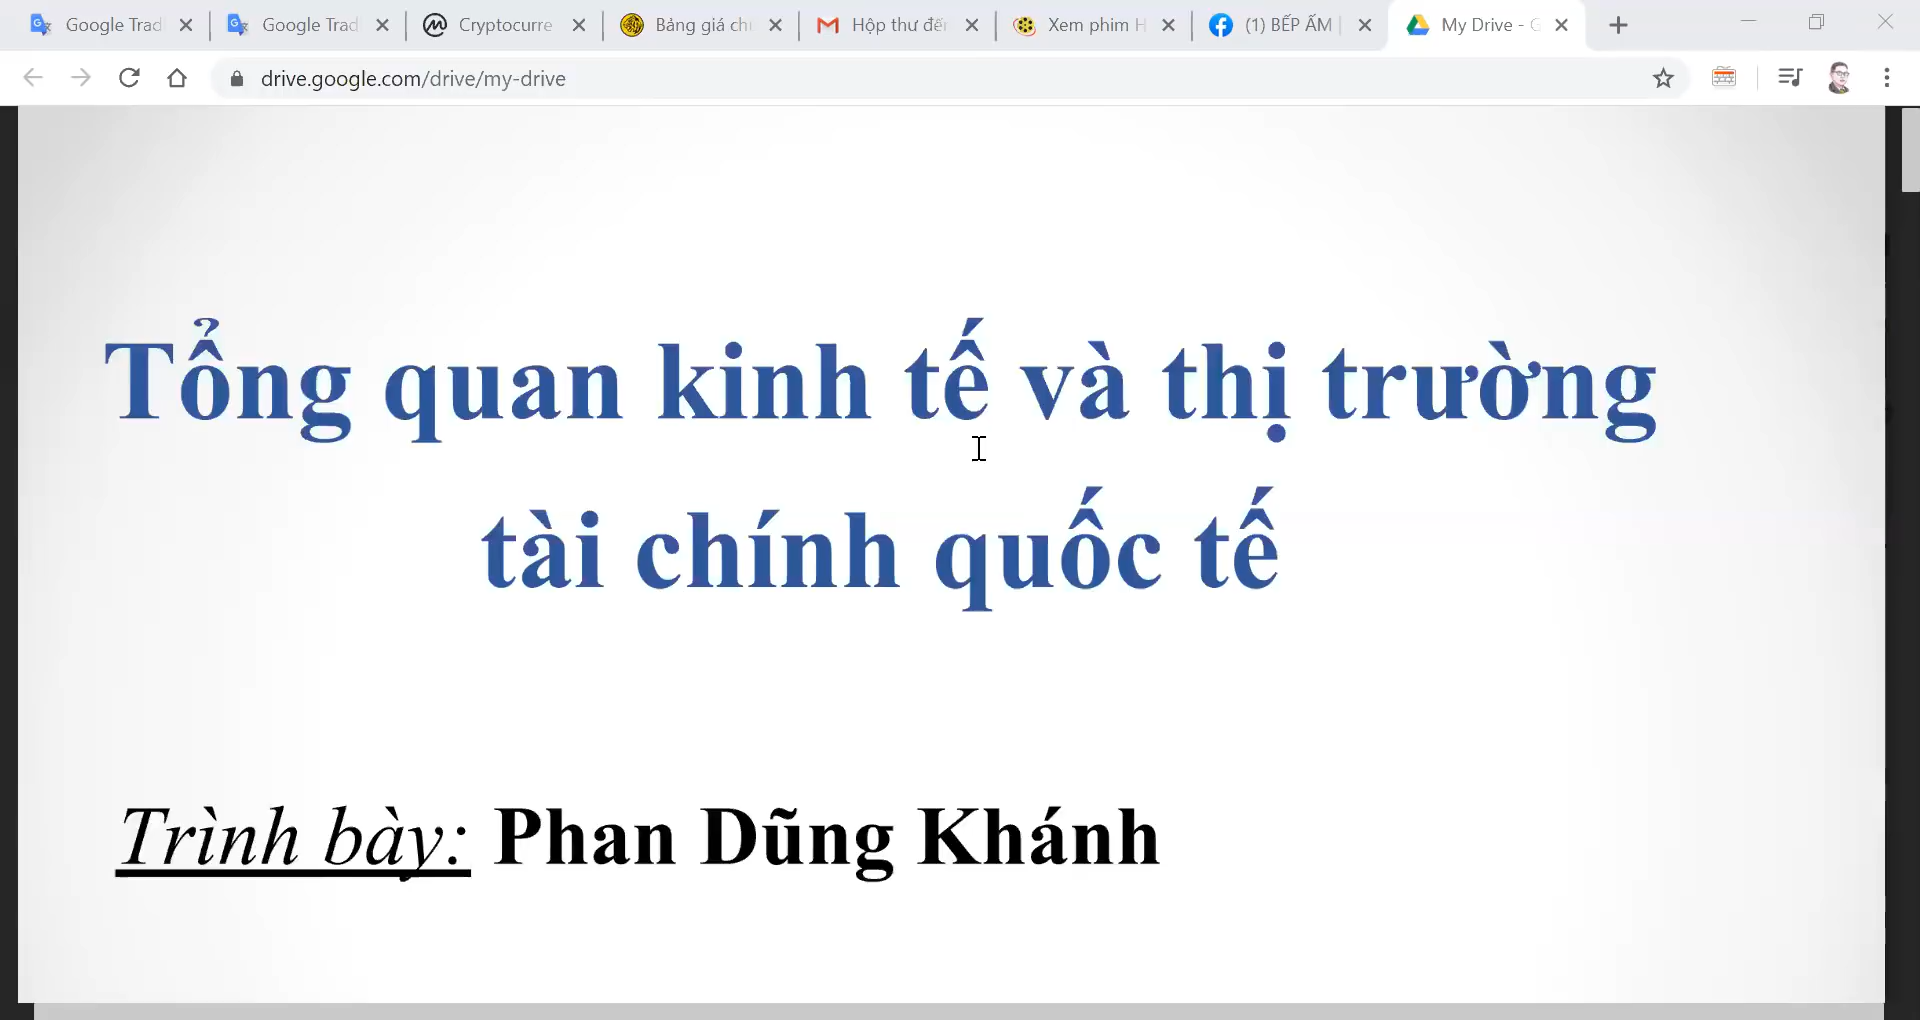 Google Trad
Google Trad
Cryptocurre
Bảng giá ch
Hộp thư đến
Xem phim H
(1) BẾP ẤM |
My Drive - G
drive.google.com/drive/my-drive
Tổng quan kinh tế và thị trường
tài chính quốc tế
Trình bày: Phan Dũng Khánh